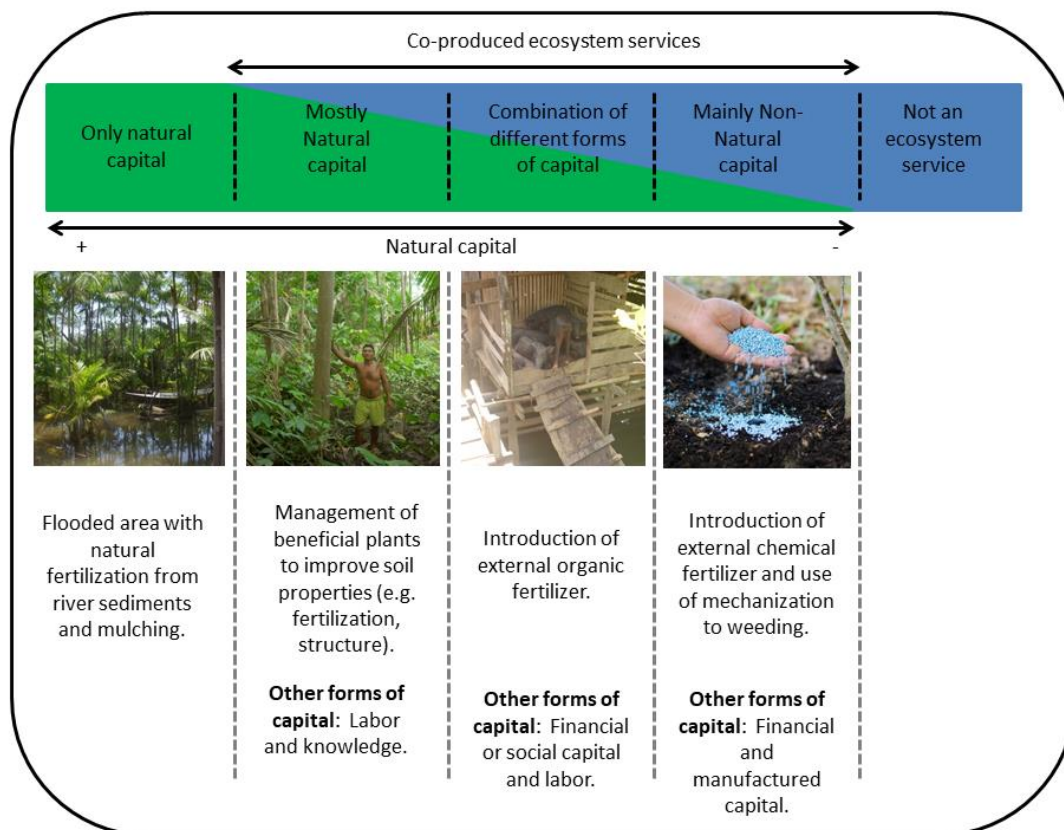 Co-produced ecosystem services
Only natural
capital
Mostly
Natural
capital
Combination of
different forms
of capital
Mainly Non-
Natural
capital
Not an
ecosystem
service
+
Natural capital
-
Flooded area with
natural
fertilization from
river sediments
and mulching.
Management of
beneficial plants
to improve soil
properties (e.g.
fertilization,
structure).
Other forms of
capital: Labor
and knowledge.
Introduction of
external organic
fertilizer.
Other forms of
capital: Financial
or social capital
and labor.
Introduction of
external chemical
fertilizer and use
of mechanization
to weeding.
Other forms of
capital: Financial
and
manufactured
capital.